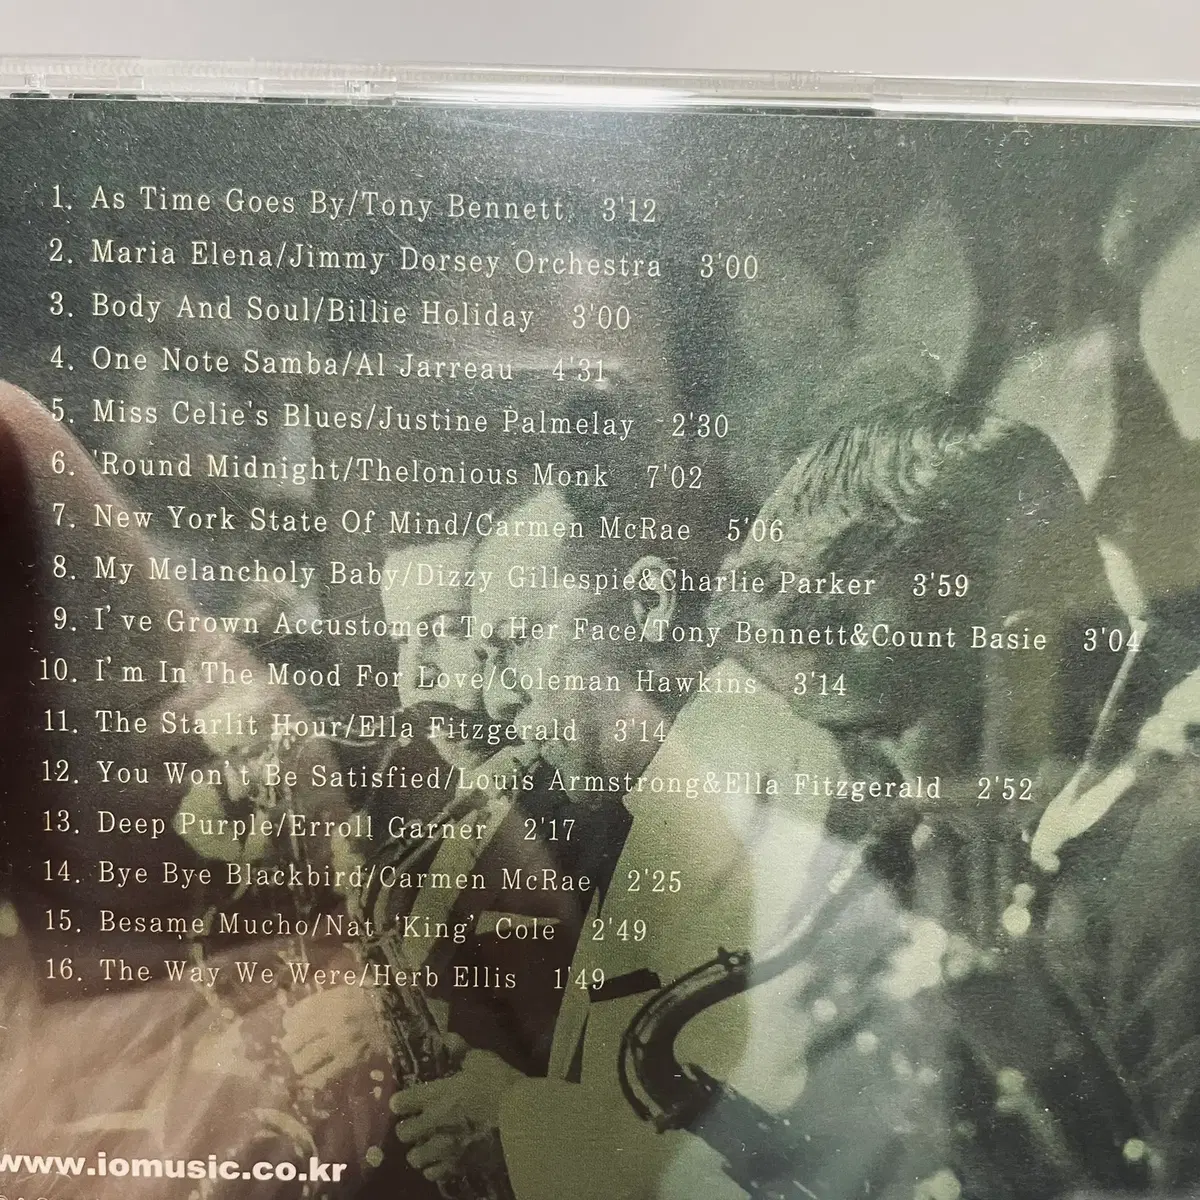 1. As Time Goes By/Tony Bennett 3'12
2. Maria Elena/Jimmy Dorsey Orchestra 3'00
3. Body And Soul/Billie Holiday 3'00
4. One Note Samba/Al Jarreau 4'31
5. Miss Celie's Blues/Justine Palmelay 2'30
6. 'Round Midnight/Thelonious Monk 7'02
7. New York State Of Mind/Carmen McRae 5'06
8. My Melancholy Baby/Dizzy Gillespie&Charlie Parker 3'59
9. I've Grown Accustomed To Her Face/Tony Bennett&Count Basie 3'04
10. I'm In The Mood For Love/Coleman Hawkins 3'14
11. The Starlit Hour/Ella Fitzgerald 3'14
12. You Won't Be Satisfied/Louis Armstrong&Ella Fitzgerald 2'52
13. Deep Purple/Erroll Garner 2'17
14. Bye Bye Blackbird/Carmen McRae 2'25
15. Besame Mucho/Nat ‘King’ Cole 2'49
16. The Way We Were/Herb Ellis 1'49
www.iomusic.co.kr